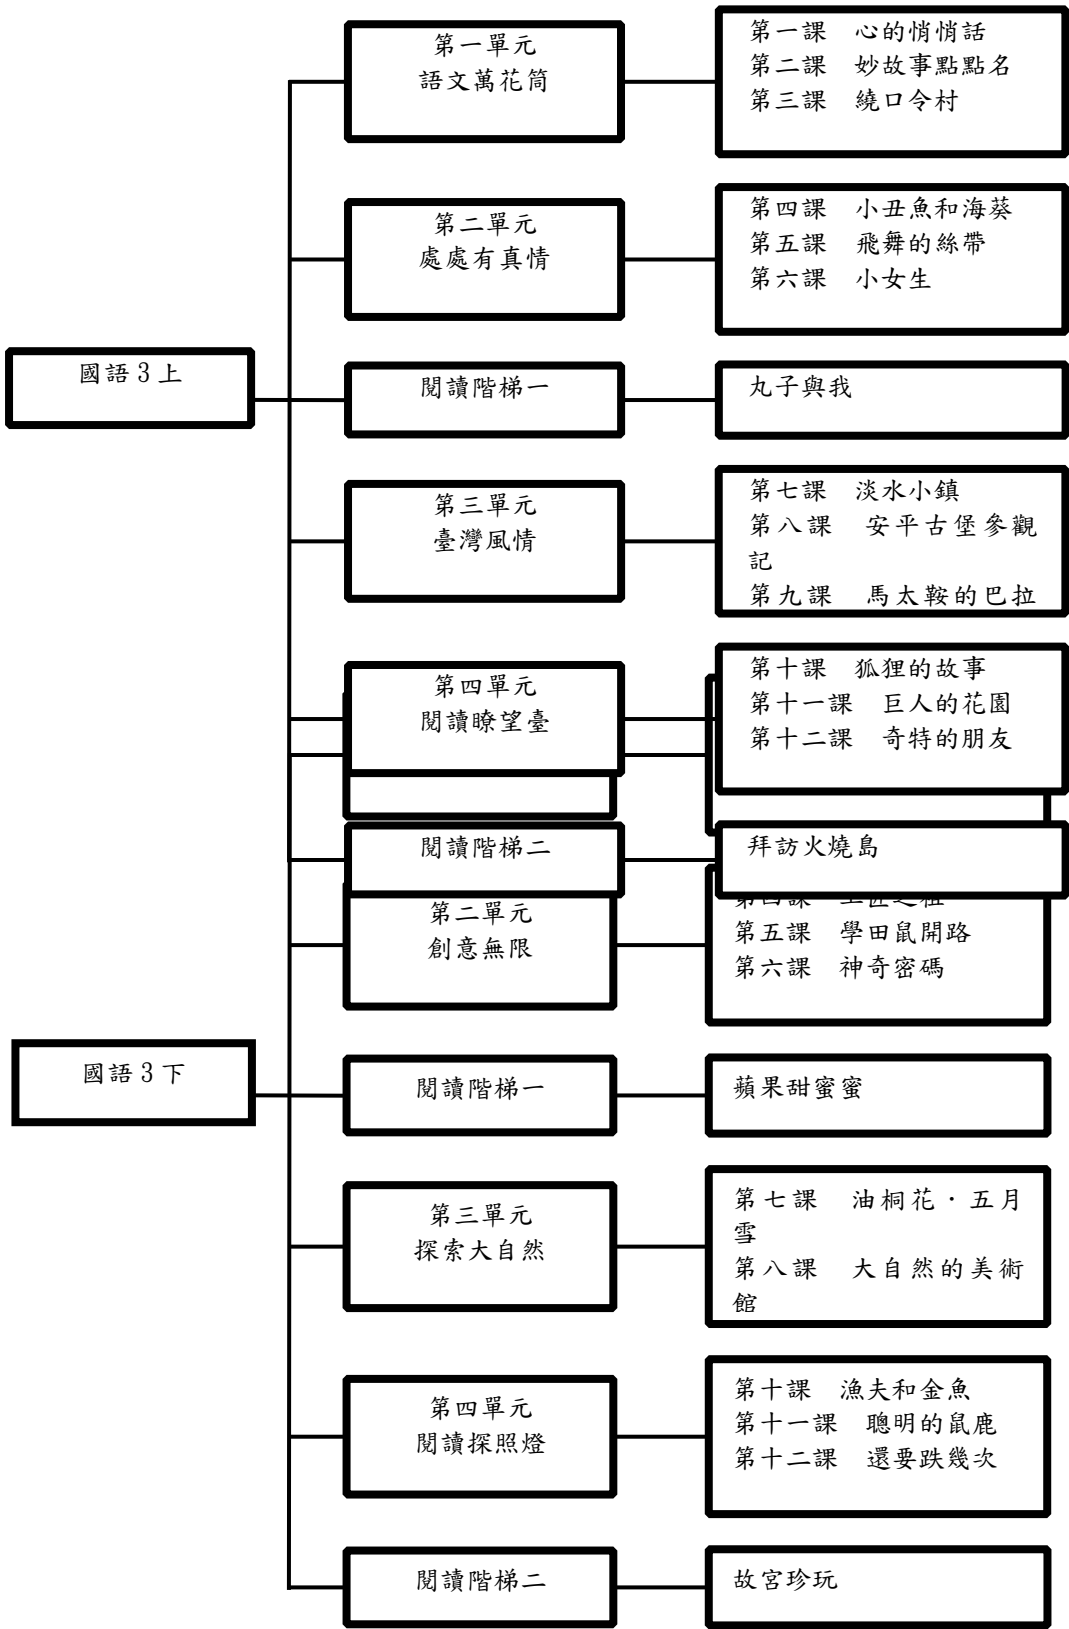 國語3上
第一單元
語文萬花筒
第一課　心的悄悄話
第二課　妙故事點點名
第三課　繞口令村
第二單元
處處有真情
第四課　小丑魚和海葵
第五課　飛舞的絲帶
第六課　小女生
閱讀階梯一
丸子與我
第三單元
臺灣風情
第七課　淡水小鎮
第八課　安平古堡參觀
記
第九課　馬太鞍的巴拉
第四單元
閱讀瞭望臺
第十課　狐狸的故事
第十一課　巨人的花園
第十二課　奇特的朋友
閱讀階梯二
拜訪火燒島
國語3下
第二單元
創意無限
第五課　學田鼠開路
第六課　神奇密碼
閱讀階梯一
蘋果甜蜜蜜
第三單元
探索大自然
第七課　油桐花‧五月
雪
第八課　大自然的美術
館
第四單元
閱讀探照燈
第十課　漁夫和金魚
第十一課　聰明的鼠鹿
第十二課　還要跌幾次
閱讀階梯二
故宮珍玩